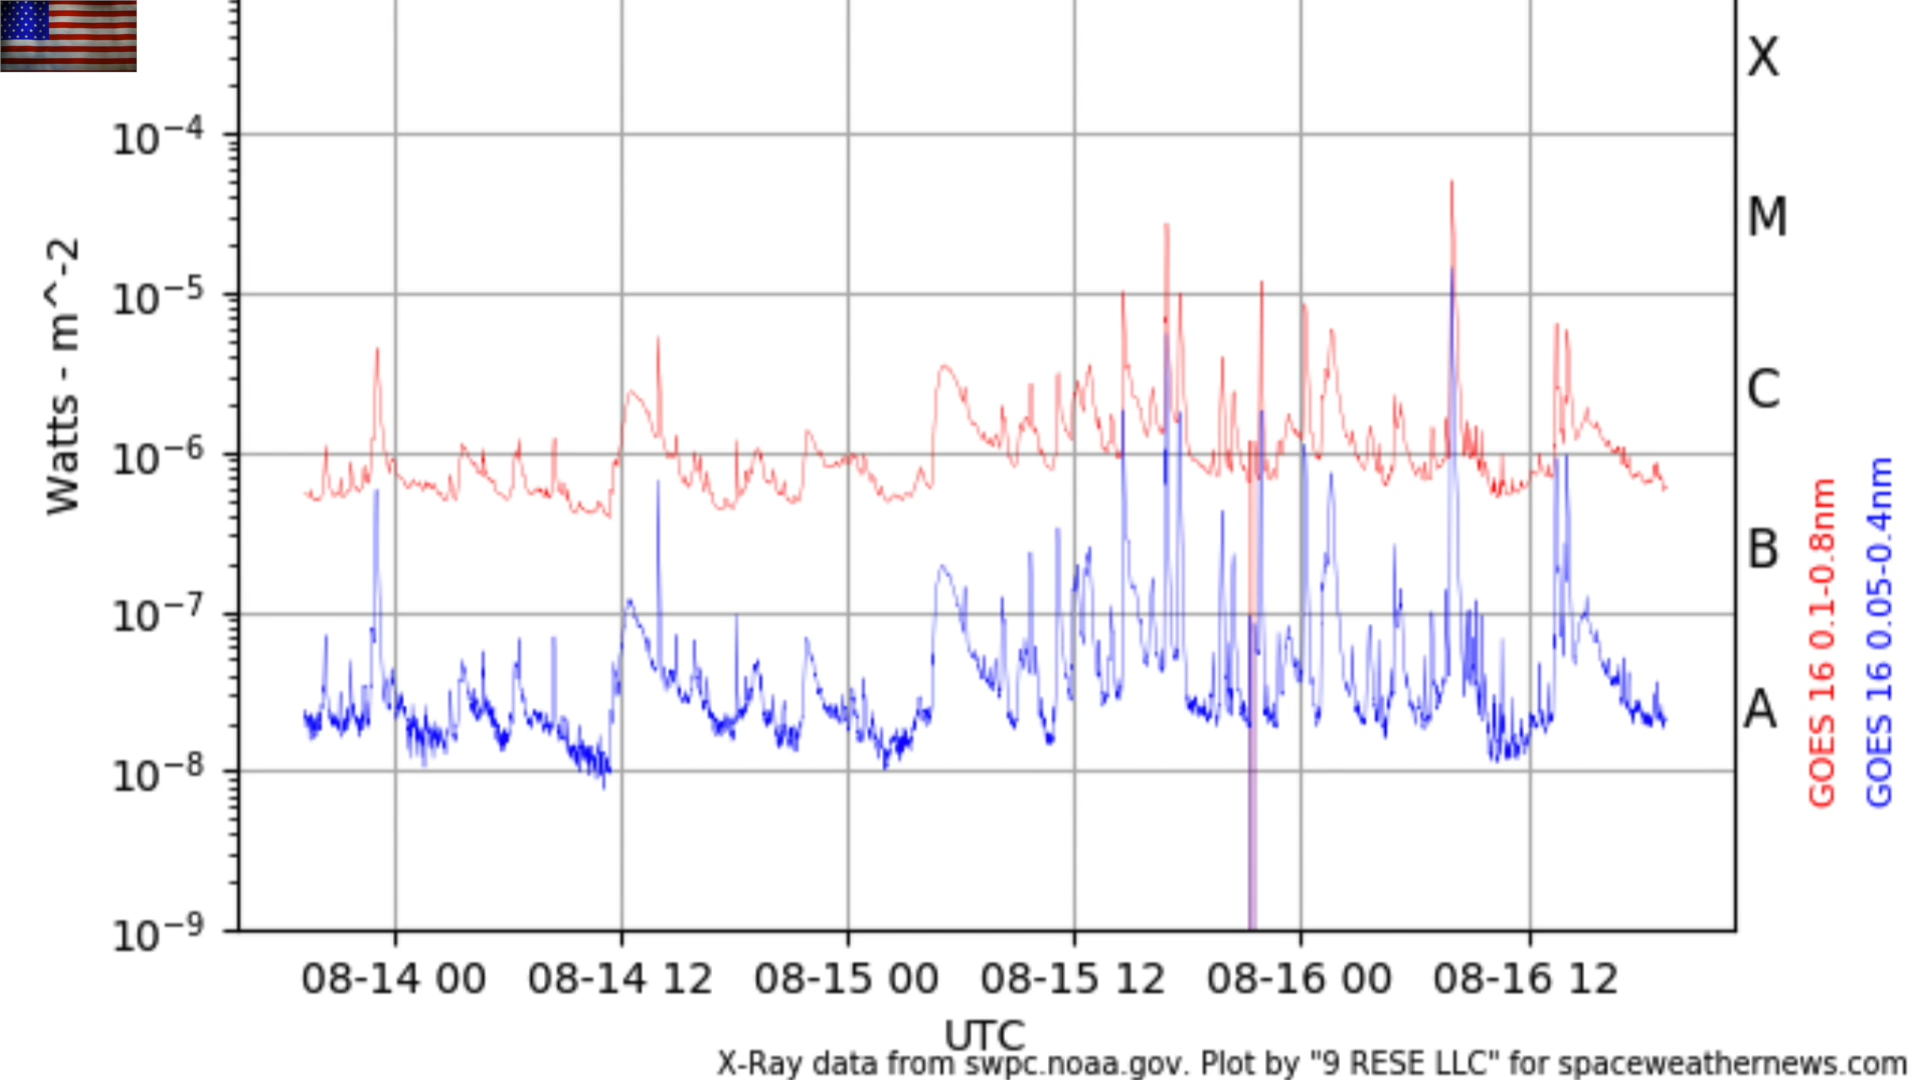 X
10−4
M
10−5
C
10−6
B
10−7
A
10−8
10−9
Watts - m^-2
GOES 16 0.1-0.8nm
GOES 16 0.05-0.4nm
08-14 00 08-14 12 08-15 00 08-15 12 08-16 00 08-16 12
UTC
X-Ray data from swpc.noaa.gov. Plot by "9 RESE LLC" for spaceweathernews.com